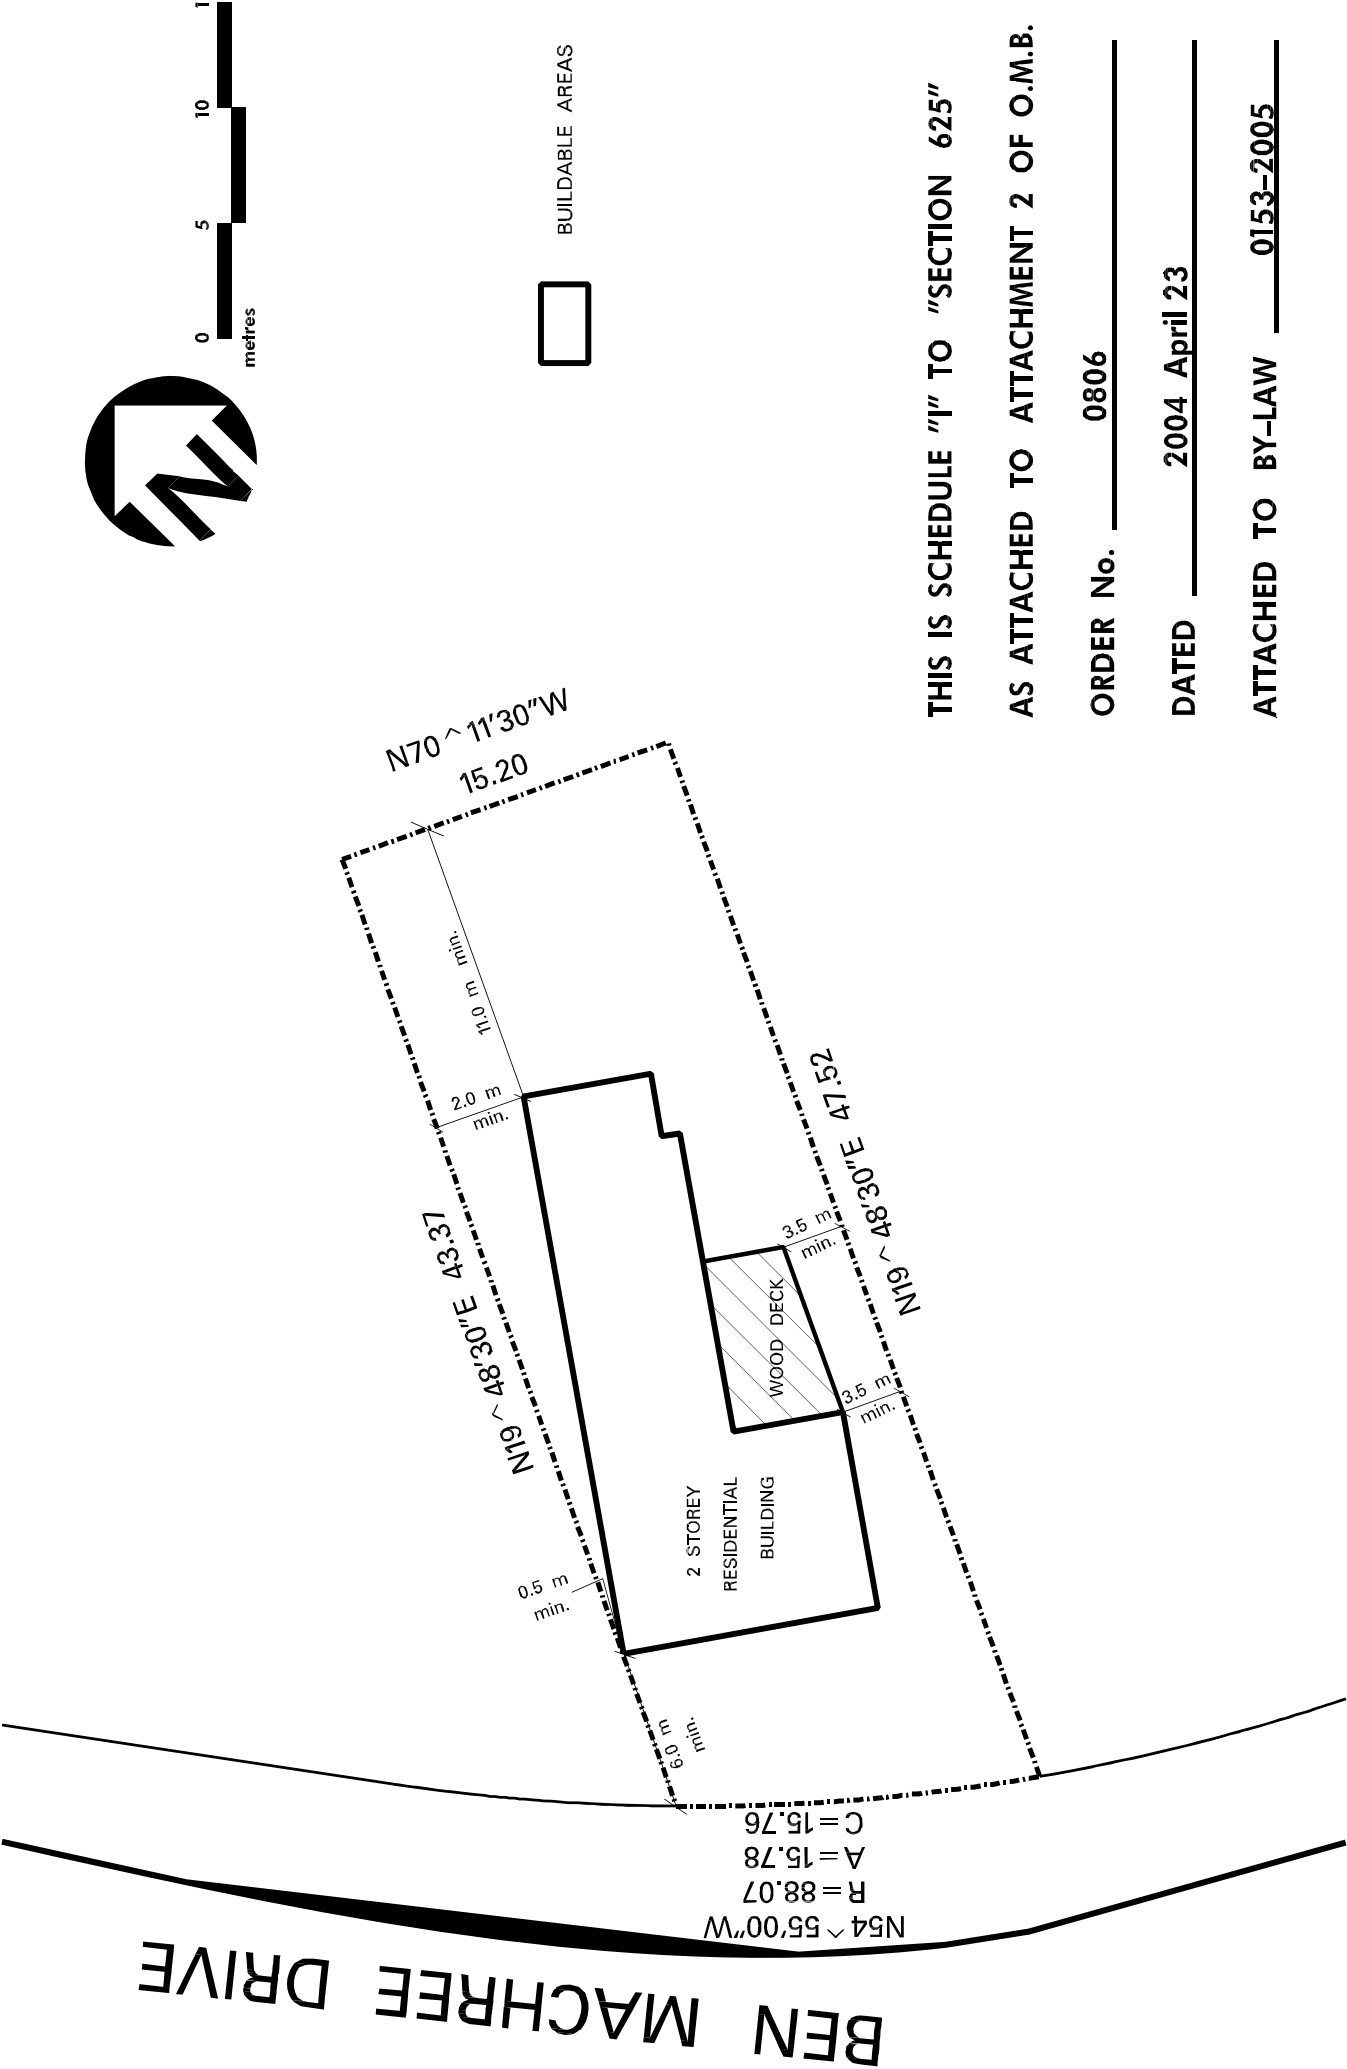 0 5 10 1
metres
N
BUILDABLE AREAS
THIS IS SCHEDULE "I" TO "SECTION 625"
AS ATTACHED TO ATTACHMENT 2 OF O.M.B.
ORDER No. 0806
DATED 2004 April 23
ATTACHED TO BY-LAW 0153-2005
N70^11'30"W
15.20
11.0 m min.
2.0 m
min.
N19^48'30"E 43.37
N19^48'30"E 47.52
3.5 m
min.
WOOD DECK
3.5 m
min.
2 STOREY
RESIDENTIAL
BUILDING
0.5 m
min.
6.0 m
min.
N54^55'00"W
R=88.07
A=15.78
C=15.76
BEN MACHREE DRIVE